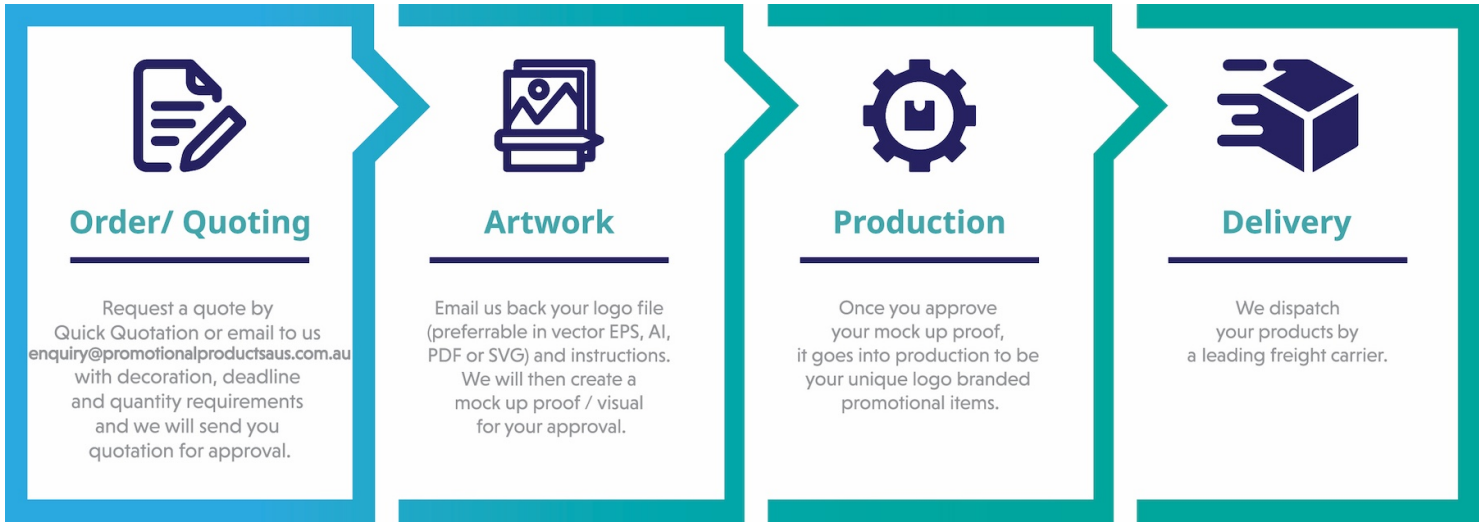 Order/ Quoting
Request a quote by
Quick Quotation or email to us
enquiry@promotionalproductsaus.com.au
with decoration, deadline
and quantity requirements
and we will send you
quotation for approval.
Artwork
Email us back your logo file
(preferrable in vector EPS, AI,
PDF or SVG) and instructions.
We will then create a
mock up proof / visual
for your approval.
Production
Once you approve
your mock up proof,
it goes into production to be
your unique logo branded
promotional items.
Delivery
We dispatch
your products by
a leading freight carrier.